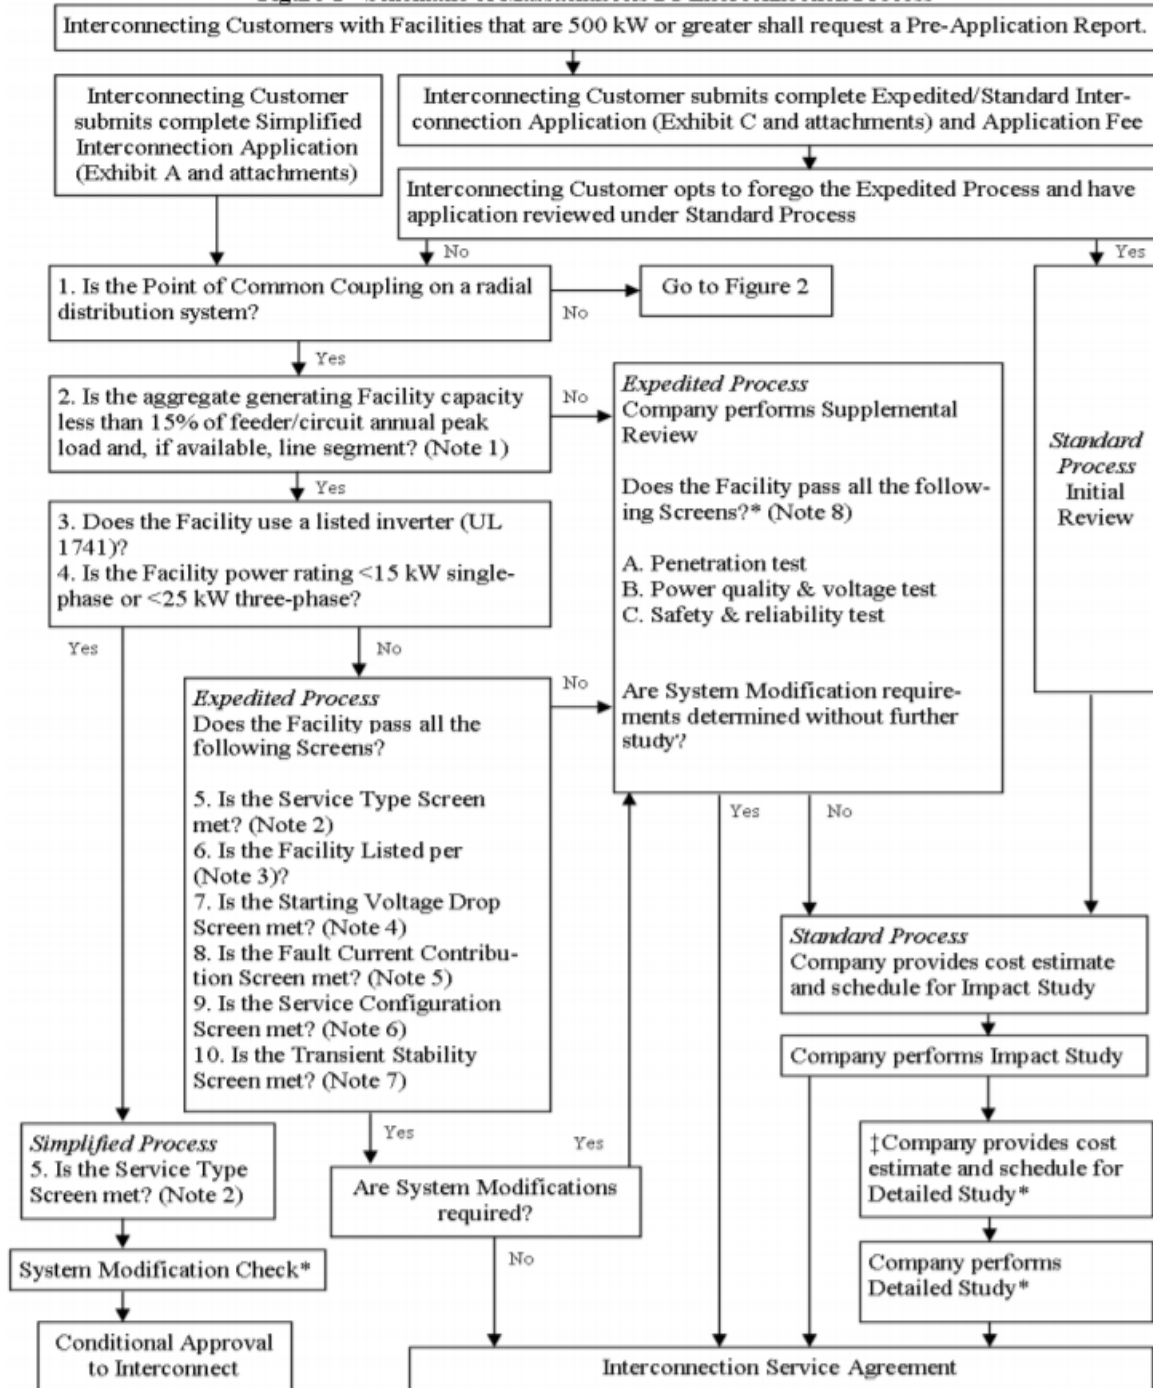 Figure 1 - Schematic of Massachusetts DG Interconnection Process
Interconnecting Customers with Facilities that are 500 kW or greater shall request a Pre-Application Report.
Interconnecting Customer
submits complete Simplified
Interconnection Application
(Exhibit A and attachments)
Interconnecting Customer submits complete Expedited/Standard Inter-
connection Application (Exhibit C and attachments) and Application Fee
Interconnecting Customer opts to forego the Expedited Process and have
application reviewed under Standard Process
No
Yes
1. Is the Point of Common Coupling on a radial
distribution system?
No
Go to Figure 2
Yes
2. Is the aggregate generating Facility capacity
less than 15% of feeder/circuit annual peak
load and, if available, line segment? (Note 1)
No
Yes
3. Does the Facility use a listed inverter (UL
1741)?
4. Is the Facility power rating <15 kW single-
phase or <25 kW three-phase?
Yes
No
Expedited Process
Company performs Supplemental
Review
Does the Facility pass all the follow-
ing Screens?* (Note 8)
A. Penetration test
B. Power quality & voltage test
C. Safety & reliability test
Are System Modification require-
ments determined without further
study?
Standard
Process
Initial
Review
Expedited Process
Does the Facility pass all the
following Screens?
5. Is the Service Type Screen
met? (Note 2)
6. Is the Facility Listed per
(Note 3)?
7. Is the Starting Voltage Drop
Screen met? (Note 4)
8. Is the Fault Current Contribu-
tion Screen met? (Note 5)
9. Is the Service Configuration
Screen met? (Note 6)
10. Is the Transient Stability
Screen met? (Note 7)
No
Yes
No
Standard Process
Company provides cost estimate
and schedule for Impact Study
Company performs Impact Study
‡Company provides cost
estimate and schedule for
Detailed Study*
Company performs
Detailed Study*
Yes
Yes
Are System Modifications
required?
No
Simplified Process
5. Is the Service Type
Screen met? (Note 2)
System Modification Check*
Conditional Approval
to Interconnect
Interconnection Service Agreement